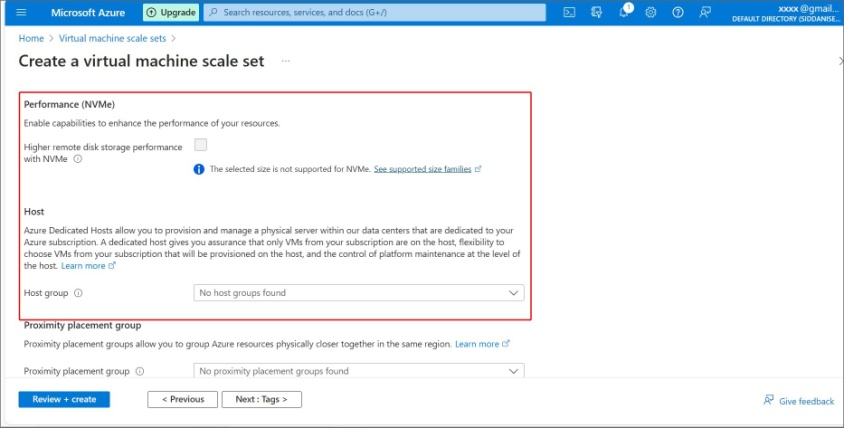 Microsoft Azure
Upgrade
Search resources, services, and docs (G+/)
1
xxxx @gmail...
DEFAULT DIRECTORY (SIDDANISE...
Home > Virtual machine scale sets >
Create a virtual machine scale set ...
Performance (NVMe)
Enable capabilities to enhance the performance of your resources.
Higher remote disk storage performance
with NVMe
The selected size is not supported for NVMe. See supported size families
Host
Azure Dedicated Hosts allow you to provision and manage a physical server within our data centers that are dedicated to your
Azure subscription. A dedicated host gives you assurance that only VMs from your subscription are on the host, flexibility to
choose VMs from your subscription that will be provisioned on the host, and the control of platform maintenance at the level of
the host. Learn more
Host group
No host groups found
Proximity placement group
Proximity placement groups allow you to group Azure resources physically closer together in the same region. Learn more
Proximity placement group
No proximity placement groups found
Review + create
< Previous
Next : Tags >
Give feedback